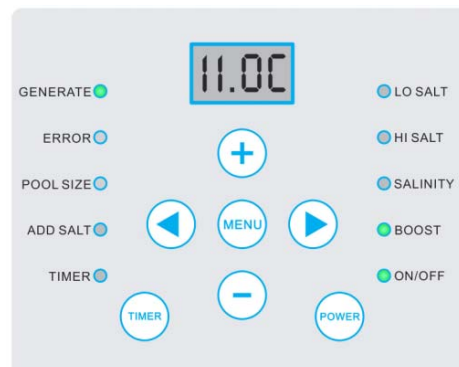 11.0C
GENERATE
LO SALT
ERROR
HI SALT
POOL SIZE
SALINITY
ADD SALT
MENU
BOOST
TIMER
ON/OFF
TIMER
POWER